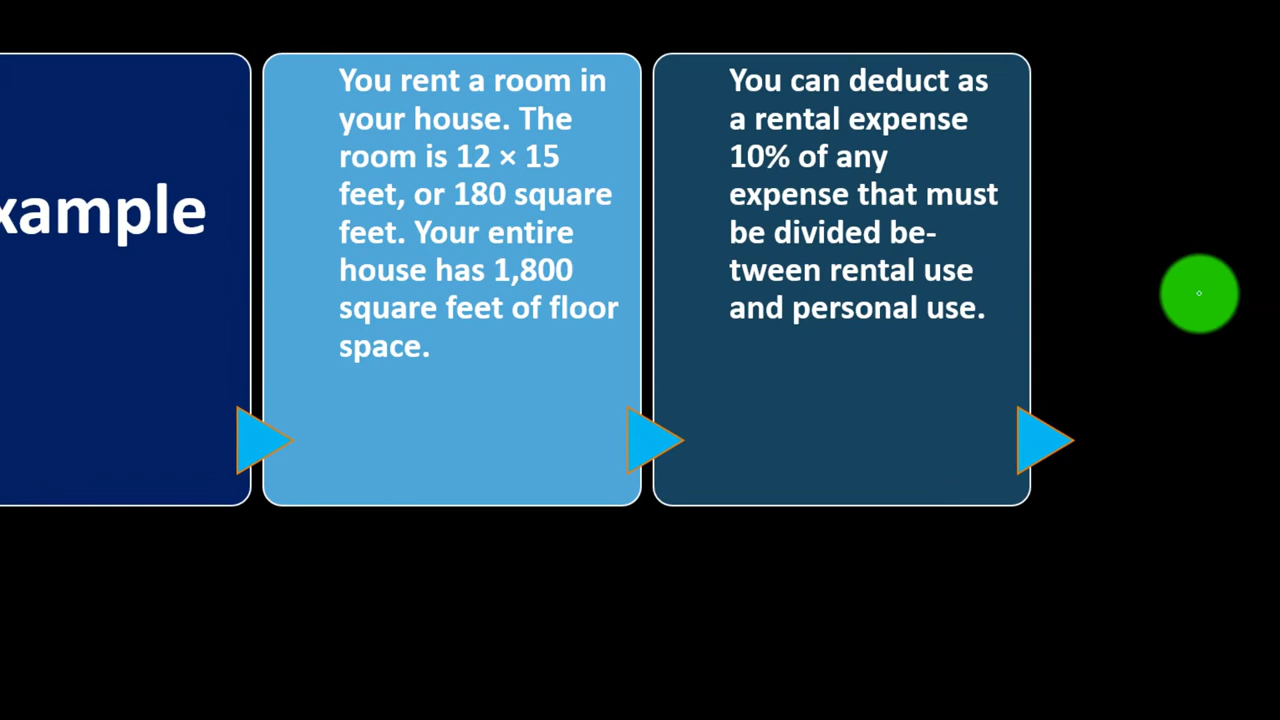 xample
You rent a room in
your house. The
room is 12 × 15
feet, or 180 square
feet. Your entire
house has 1,800
square feet of floor
space.
You can deduct as
a rental expense
10% of any
expense that must
be divided be-
tween rental use
and personal use.